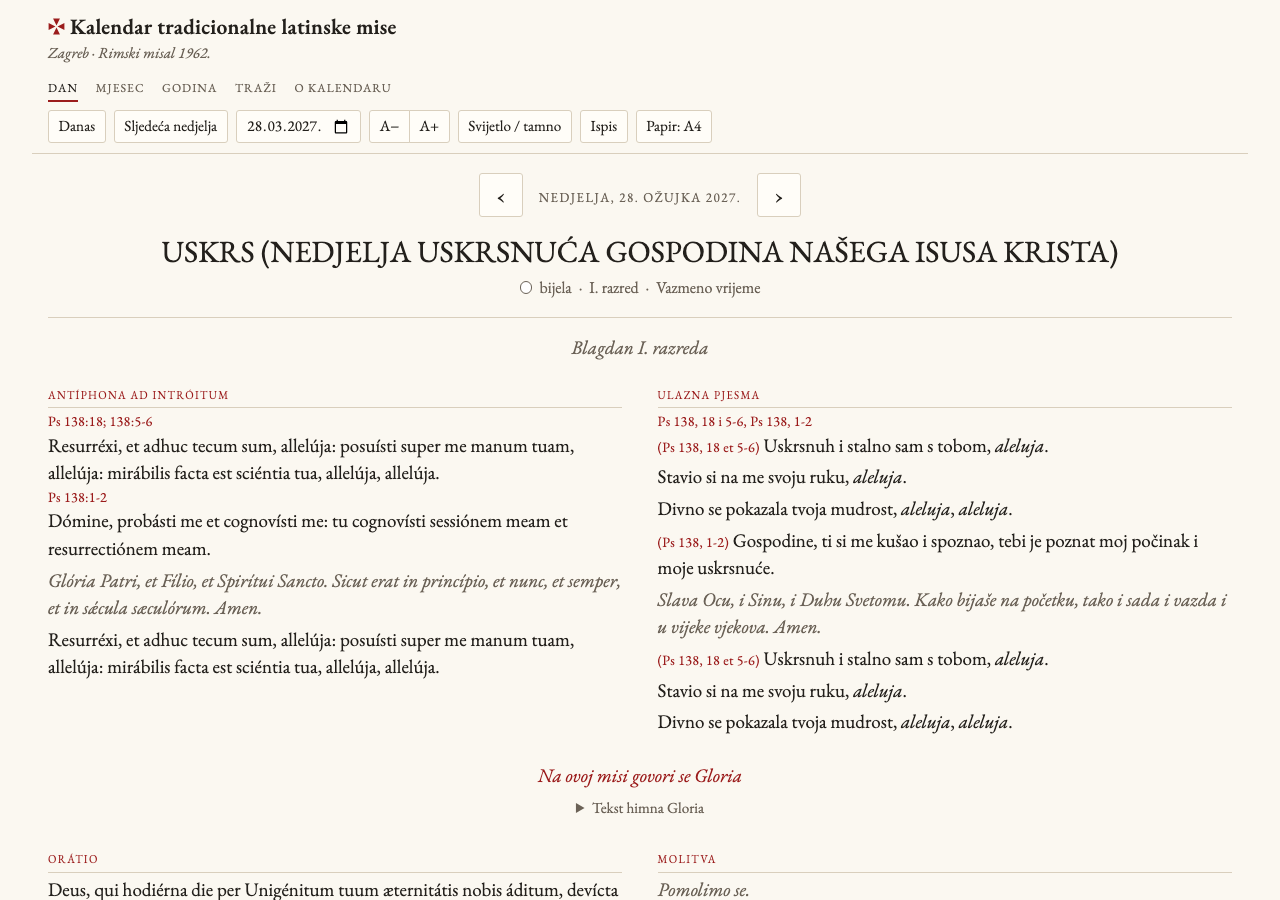 Kalendar tradicionalne latinske mise
Zagreb · Rimski misal 1962.
DAN MJESEC GODINA TRAŽI O KALENDARU
Danas Sljedeća nedjelja 28.03.2027. A− A+ Svijetlo / tamno Ispis Papir: A4
‹ NEDJELJA, 28. OŽUJKA 2027. ›
USKRS (NEDJELJA USKRSNUĆA GOSPODINA NAŠEGA ISUSA KRISTA)
bijela · I. razred · Vazmeno vrijeme
Blagdan I. razreda
ANTÍPHONA AD INTRÓITUM
Ps 138:18; 138:5-6
Resurréxi, et adhuc tecum sum, allelúja: posuísti super me manum tuam,
allelúja: mirábilis facta est sciéntia tua, allelúja, allelúja.
Ps 138:1-2
Dómine, probásti me et cognovísti me: tu cognovísti sessiónem meam et
resurrectiónem meam.
Glória Patri, et Fílio, et Spirítui Sancto. Sicut erat in princípio, et nunc, et semper,
et in sǽcula sæculórum. Amen.
Resurréxi, et adhuc tecum sum, allelúja: posuísti super me manum tuam,
allelúja: mirábilis facta est sciéntia tua, allelúja, allelúja.
ULAZNA PJESMA
Ps 138, 18 i 5-6, Ps 138, 1-2
(Ps 138, 18 et 5-6) Uskrsnuh i stalno sam s tobom, aleluja.
Stavio si na me svoju ruku, aleluja.
Divno se pokazala tvoja mudrost, aleluja, aleluja.
(Ps 138, 1-2) Gospodine, ti si me kušao i spoznao, tebi je poznat moj počinak i
moje uskrsnuće.
Slava Ocu, i Sinu, i Duhu Svetomu. Kako bijaše na početku, tako i sada i vazda i
u vijeke vjekova. Amen.
(Ps 138, 18 et 5-6) Uskrsnuh i stalno sam s tobom, aleluja.
Stavio si na me svoju ruku, aleluja.
Divno se pokazala tvoja mudrost, aleluja, aleluja.
Na ovoj misi govori se Gloria
Tekst himna Gloria
ORÁTIO
Deus, qui hodiérna die per Unigénitum tuum æternitátis nobis áditum, devícta
MOLITVA
Pomolimo se.